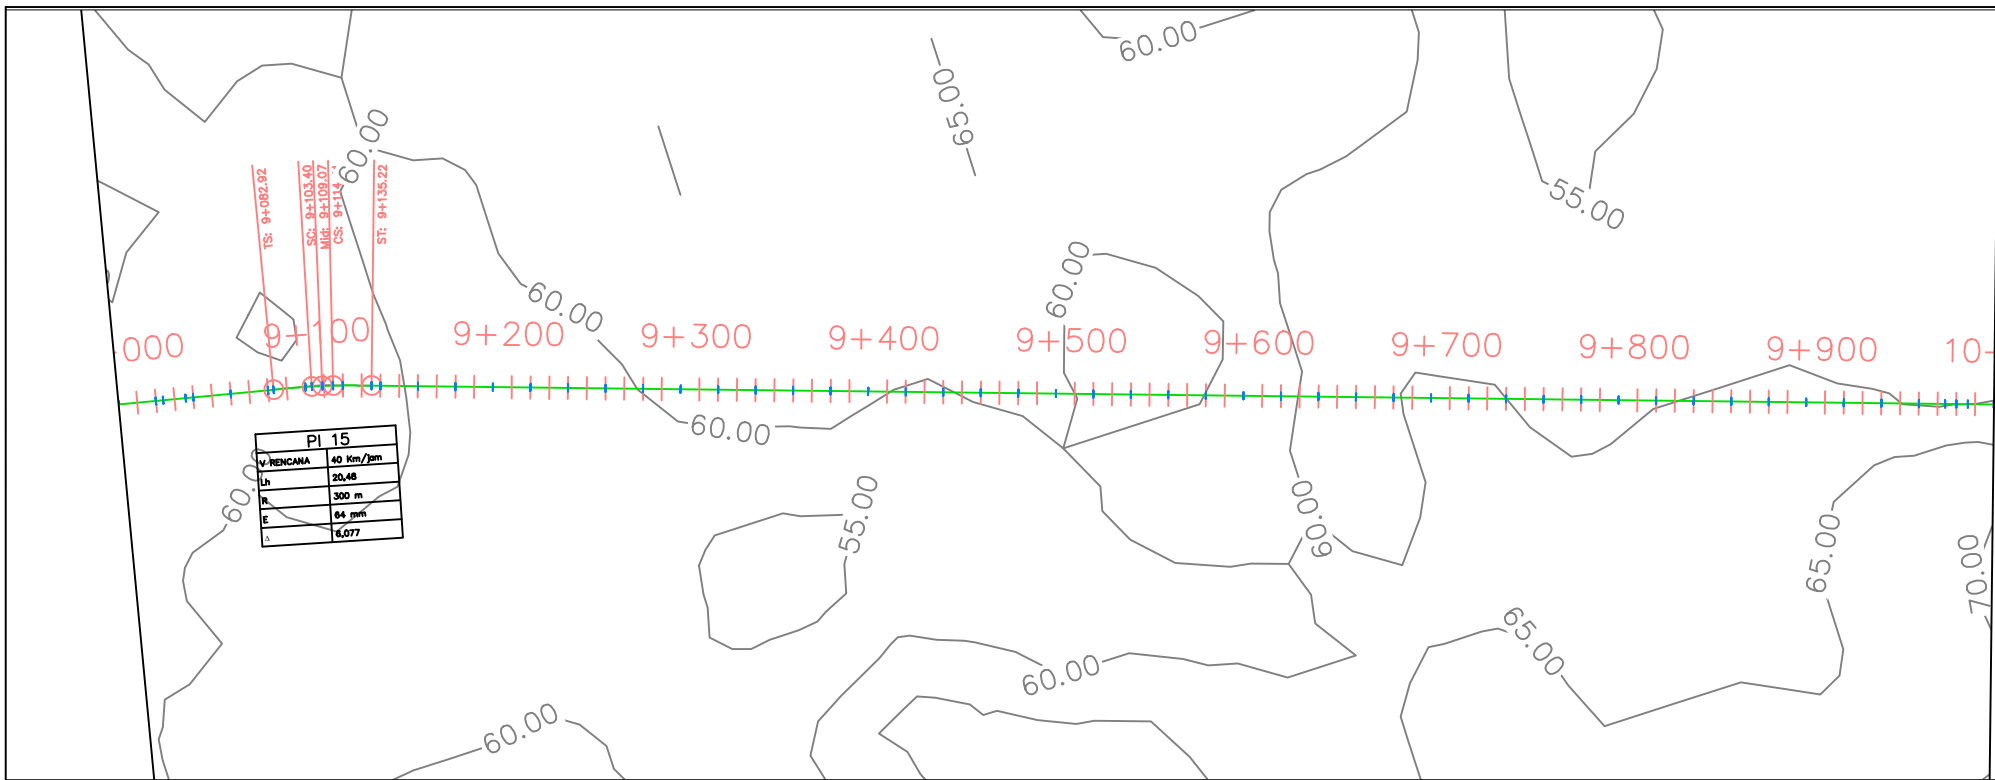 60.00
65.00
60.00
55.00
TS: 9+082.92
SC: 9+103.40
Mid: 9+109.07
CS: 9+114
ST: 9+135.22
60.00
60.00
000
9+100
9+200
9+300
9+400
9+500
9+600
9+700
9+800
9+900
10-
60.00
PI 15
V RENCANA 40 Km/jam
Lh 20,48
R 300 m
E 64 mm
Δ 6,077
60.00
55.00
60.00
65.00
70.00
65.00
60.00
60.00